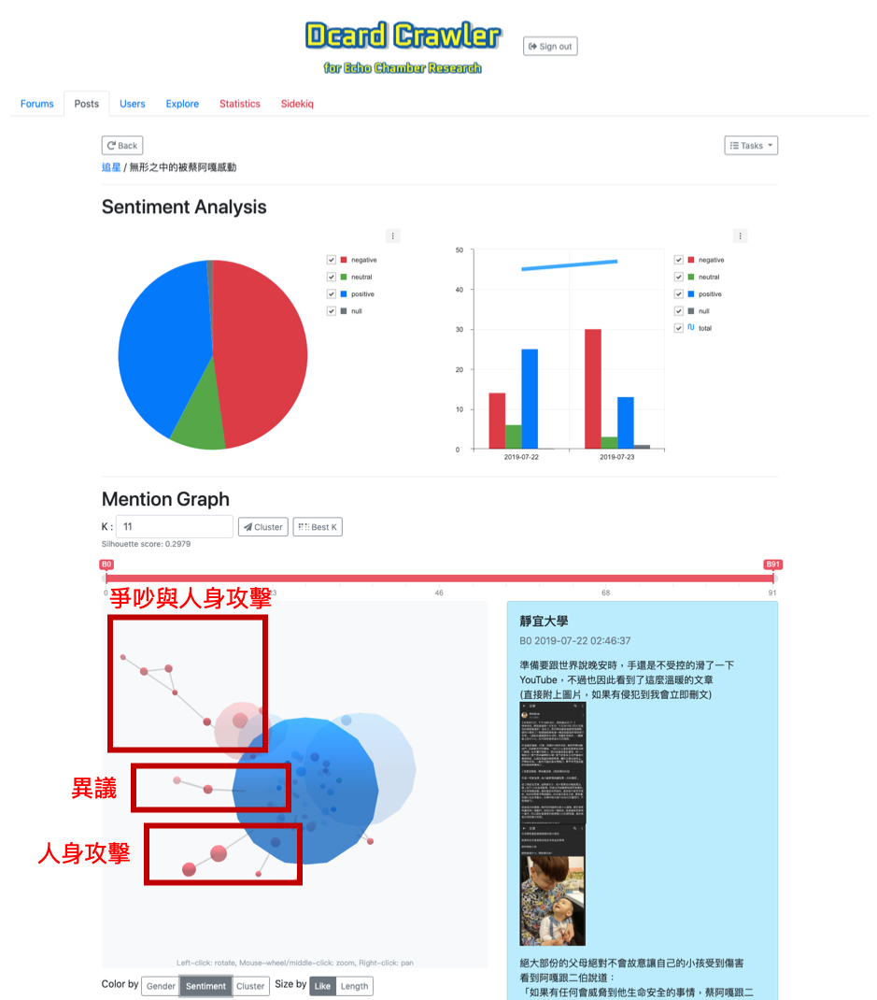 Dcard Crawler
for Echo Chamber Research
Sign out
Forums
Posts
Users
Explore
Statistics
Sidekiq
Back
Tasks
追星 / 無形之中的被蔡阿嘎感動
Sentiment Analysis
negative
neutral
positive
null
50
40
30
20
10
0
2019-07-22
2019-07-23
negative
neutral
positive
null
total
Mention Graph
K :
11
Cluster
Best K
Silhouette score: 0.2979
B0
B91
0
23
46
68
91
爭吵與人身攻擊
異議
人身攻擊
Left-click: rotate, Mouse-wheel/middle-click: zoom, Right-click: pan
Color by
Gender
Sentiment
Cluster
Size by
Like
Length
靜宜大學
B0 2019-07-22 02:46:37
準備要跟世界說晚安時，手還是不受控的滑了一下
YouTube，不過也因此看到了這麼溫暖的文章
(直接附上圖片，如果有侵犯到我會立即刪文)
絕大部份的父母絕對不會故意讓自己的小孩受到傷害
看到阿嘎跟二伯說道：
「如果有任何會威脅到他生命安全的事情，蔡阿嘎跟二